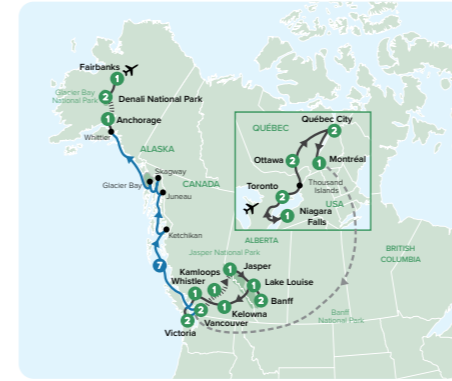 Fairbanks
1
Glacier Bay
National Park
2
Denali National Park
1
Anchorage
Whittier
ALASKA
Skagway
Glacier Bay
CANADA
Juneau
Ketchikan
7
QUÉBEC
Québec City
2
Ottawa
2
1
Montréal
Thousand
Islands
Toronto
2
USA
1
Niagara
Falls
ALBERTA
BRITISH
COLUMBIA
Jasper National Park
Jasper
1
Kamloops
1
Whistler
1
Lake Louise
1
2
Banff
1
Kelowna
2
Vancouver
2
Victoria
Banff
National Park